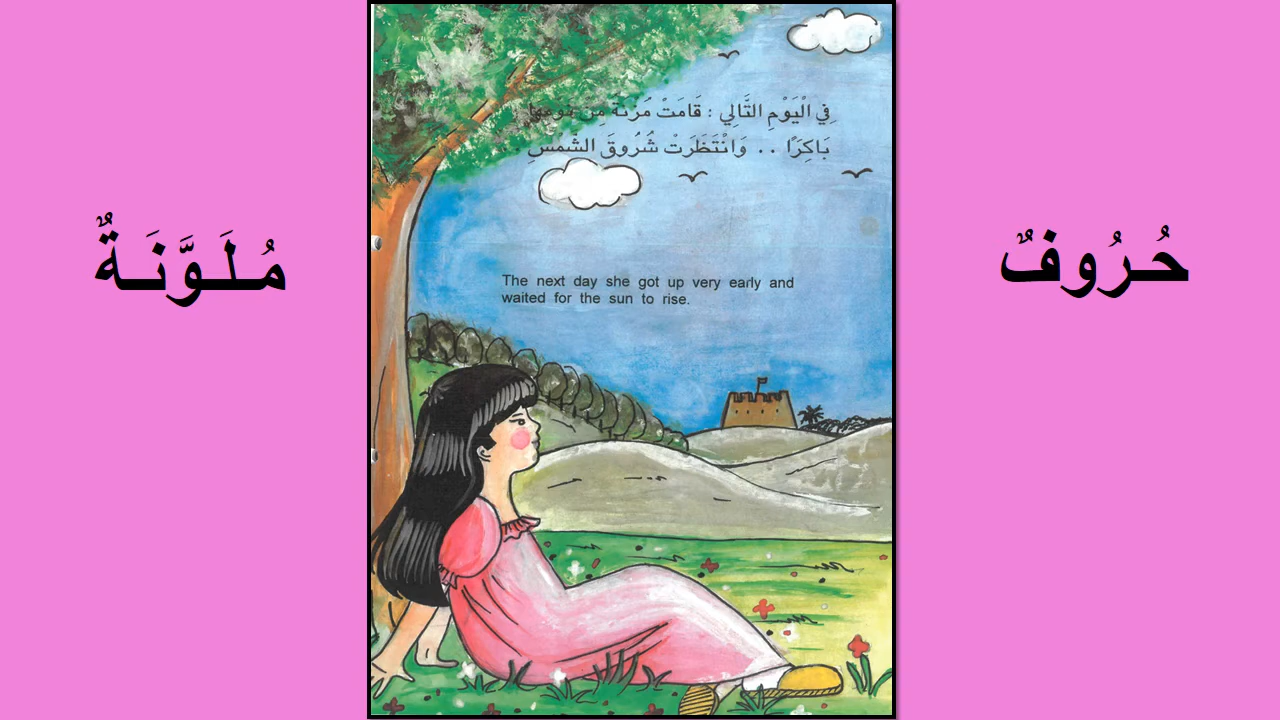 حُـرُوفٌ
مُـلَـوَّنَـةٌ
فِي الْيَوْمِ التَّالِي : قَامَتْ مُزْنَة مِن نَومِهَا
بَاكِرًا .. وَانْتَظَرَتْ شُرُوقَ الشَّمْسِ ..
The next day she got up very early and
waited for the sun to rise.